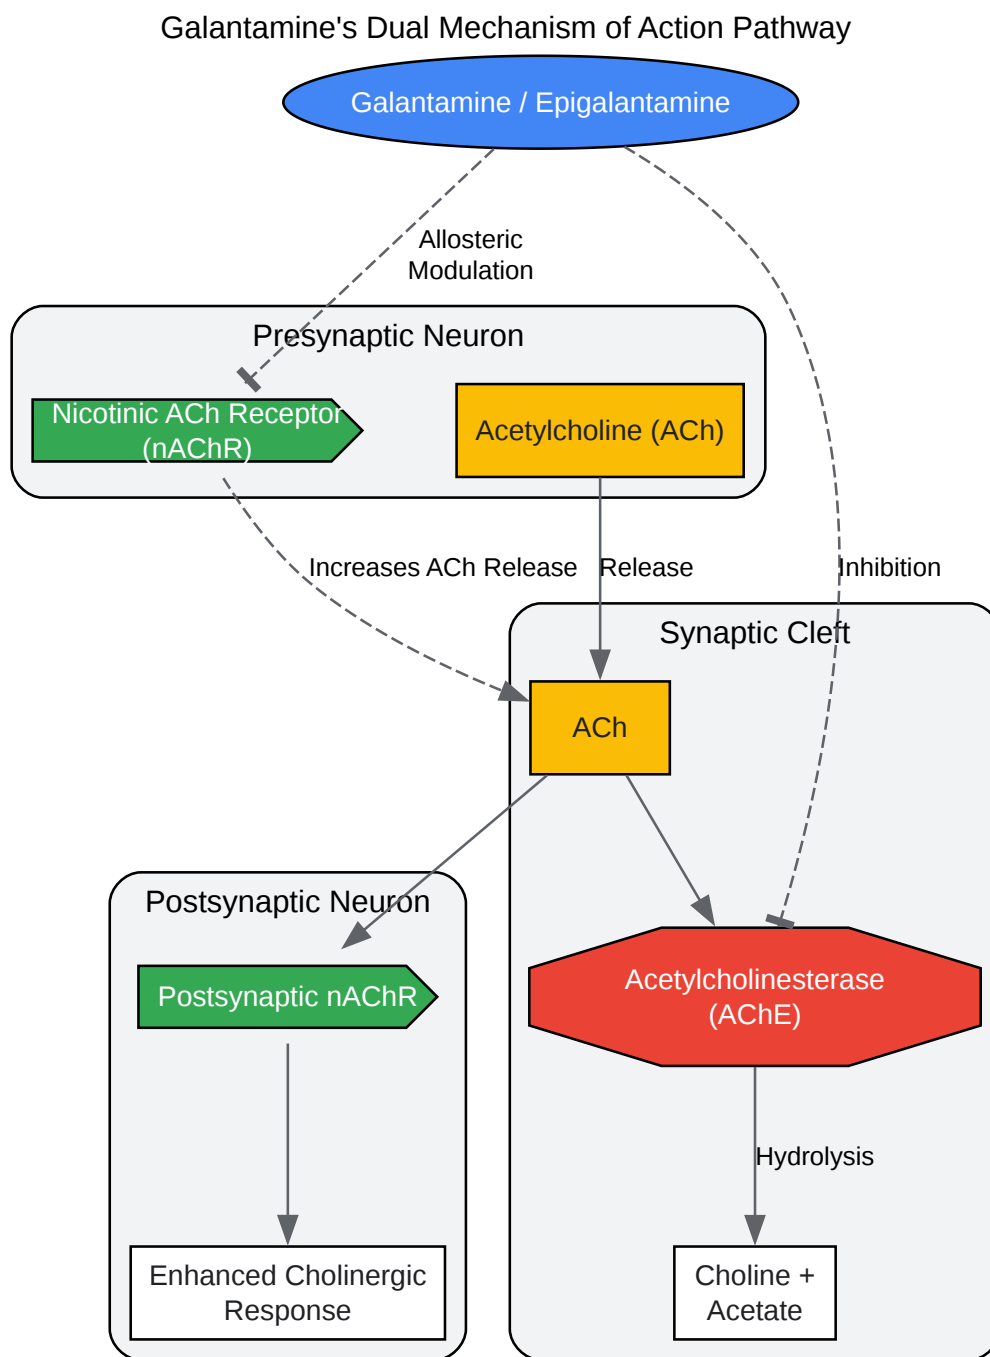 Galantamine's Dual Mechanism of Action Pathway
Galantamine / Epigalantamine
Allosteric
Modulation
Presynaptic Neuron
Nicotinic ACh Receptor
(nAChR)
Acetylcholine (ACh)
Increases ACh Release
Release
Inhibition
Synaptic Cleft
ACh
Postsynaptic Neuron
Postsynaptic nAChR
Acetylcholinesterase
(AChE)
Hydrolysis
Enhanced Cholinergic
Response
Choline +
Acetate